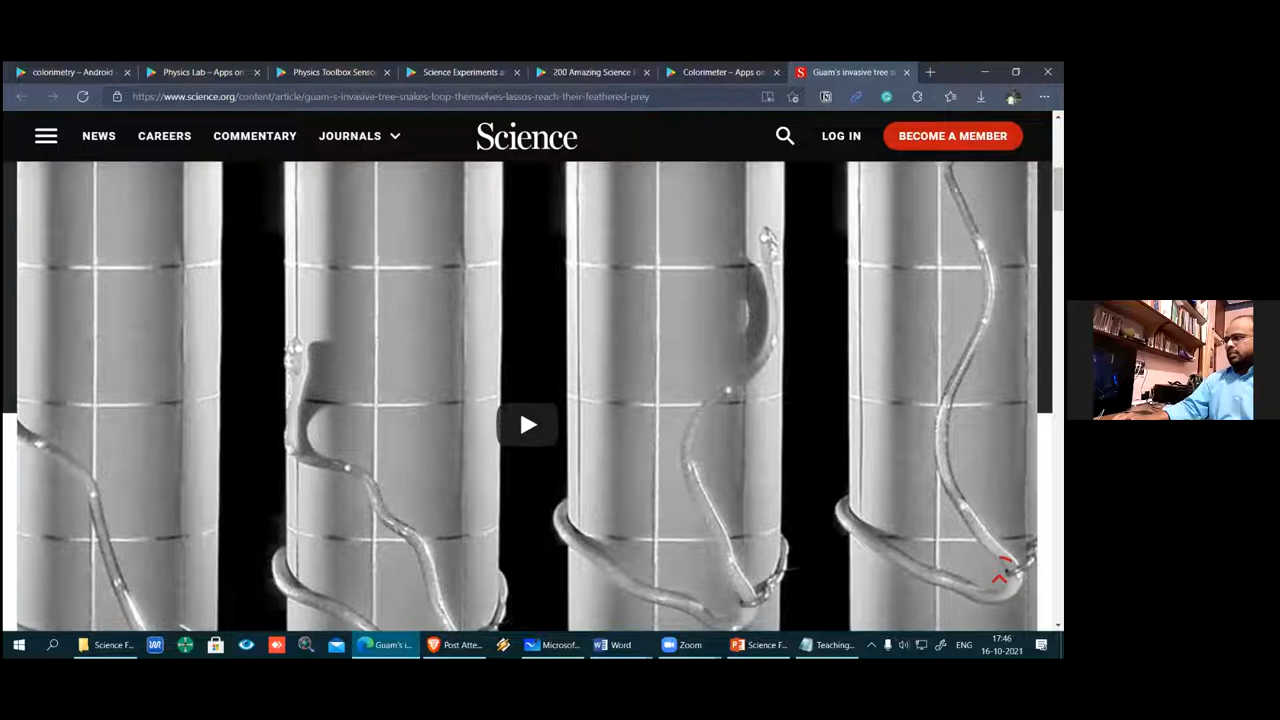 colorimetry – Android
Physics Lab – Apps on
Physics Toolbox Senso
Science Experiments a
200 Amazing Science
Colorimeter – Apps on
Guam's invasive tree s
https://www.science.org/content/article/guam-s-invasive-tree-snakes-loop-themselves-lassos-reach-their-feathered-prey
NEWS CAREERS COMMENTARY JOURNALS Science LOG IN BECOME A MEMBER
Science F...
Guam's i...
Post Atte...
Microsof...
Word
Zoom
Science F...
Teaching...
ENG
17:46
16-10-2021